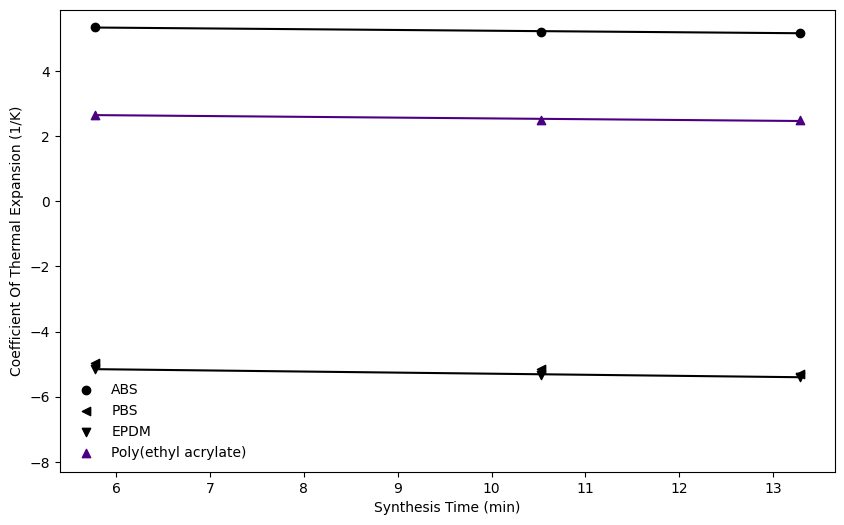 Coefficient Of Thermal Expansion (1/K)
4
2
0
−2
−4
−6
−8
ABS
PBS
EPDM
Poly(ethyl acrylate)
6 7 8 9 10 11 12 13
Synthesis Time (min)